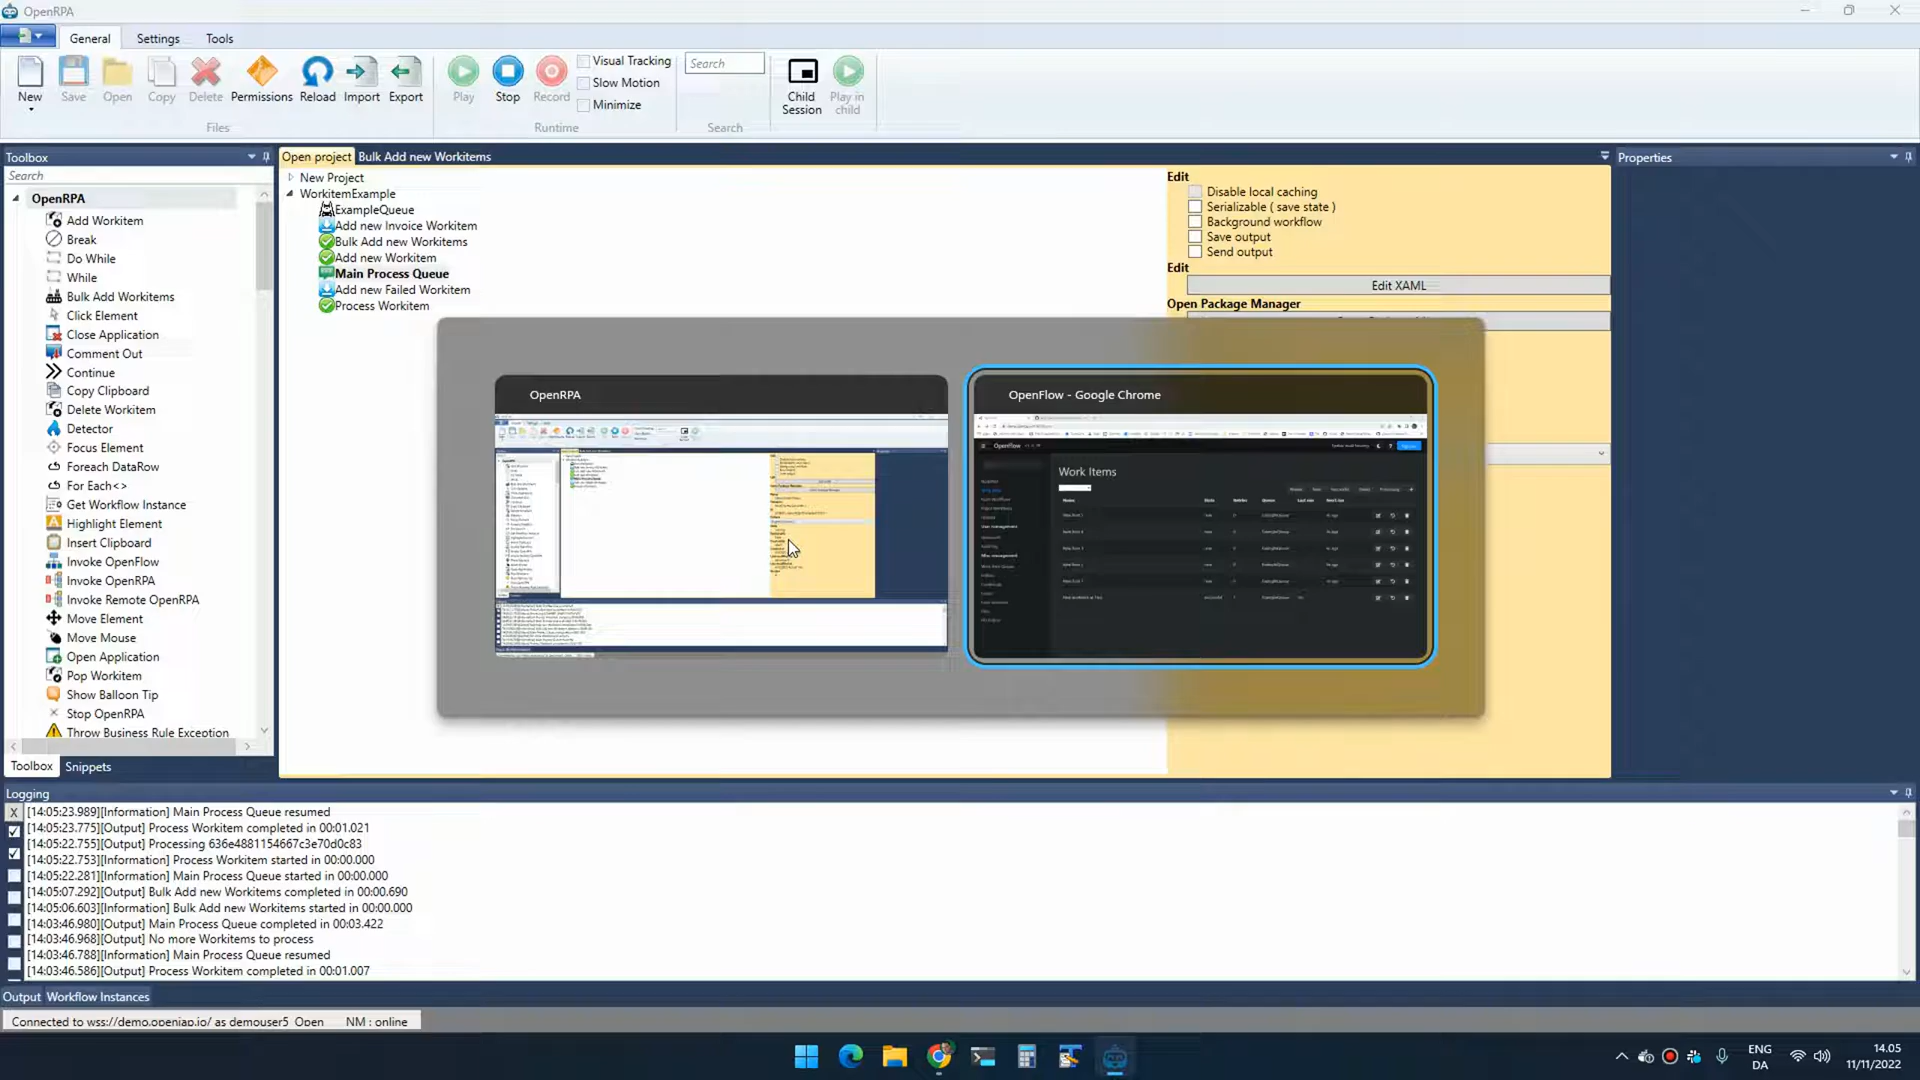 OpenRPA
General Settings Tools
New Save Open Copy Delete Permissions Reload Import Export
Files
Play Stop Record
Visual Tracking
Slow Motion
Minimize
Runtime
Search
Search
Child Session
Play in child
Toolbox
Search
OpenRPA
Add Workitem
Break
Do While
While
Bulk Add Workitems
Click Element
Close Application
Comment Out
Continue
Copy Clipboard
Delete Workitem
Detector
Focus Element
Foreach DataRow
For Each<>
Get Workflow Instance
Highlight Element
Insert Clipboard
Invoke OpenFlow
Invoke OpenRPA
Invoke Remote OpenRPA
Move Element
Move Mouse
Open Application
Pop Workitem
Show Balloon Tip
Stop OpenRPA
Throw Business Rule Exception
Toolbox Snippets
Open project Bulk Add new Workitems
New Project
WorkitemExample
ExampleQueue
Add new Invoice Workitem
Bulk Add new Workitems
Add new Workitem
Main Process Queue
Add new Failed Workitem
Process Workitem
Edit
Disable local caching
Serializable ( save state )
Background workflow
Save output
Send output
Edit
Edit XAML
Open Package Manager
Properties
OpenRPA
OpenFlow - Google Chrome
OpenFlow
Work Items
Logging
X
[14:05:23.989][Information] Main Process Queue resumed
[14:05:23.775][Output] Process Workitem completed in 00:01.021
[14:05:22.755][Output] Processing 636e4881154667c3e70d0c83
[14:05:22.753][Information] Process Workitem started in 00:00.000
[14:05:22.281][Information] Main Process Queue started in 00:00.000
[14:05:07.292][Output] Bulk Add new Workitems completed in 00:00.690
[14:05:06.603][Information] Bulk Add new Workitems started in 00:00.000
[14:03:46.980][Output] Main Process Queue completed in 00:03.422
[14:03:46.968][Output] No more Workitems to process
[14:03:46.788][Information] Main Process Queue resumed
[14:03:46.586][Output] Process Workitem completed in 00:01.007
Output Workflow Instances
Connected to wss://demo.openiap.io/ as demouser5 Open NM : online
ENG
DA
14.05
11/11/2022